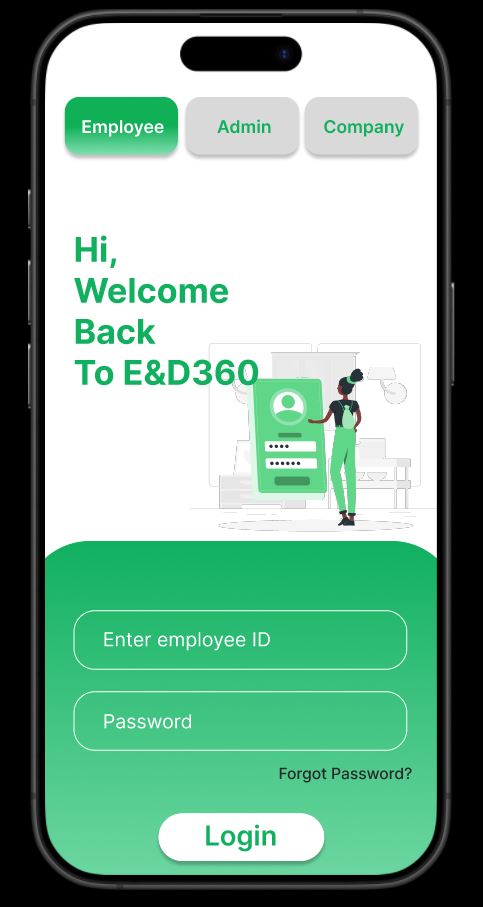 Employee
Admin
Company
Hi,
Welcome
Back
To E&D360
Enter employee ID
Password
Forgot Password?
Login